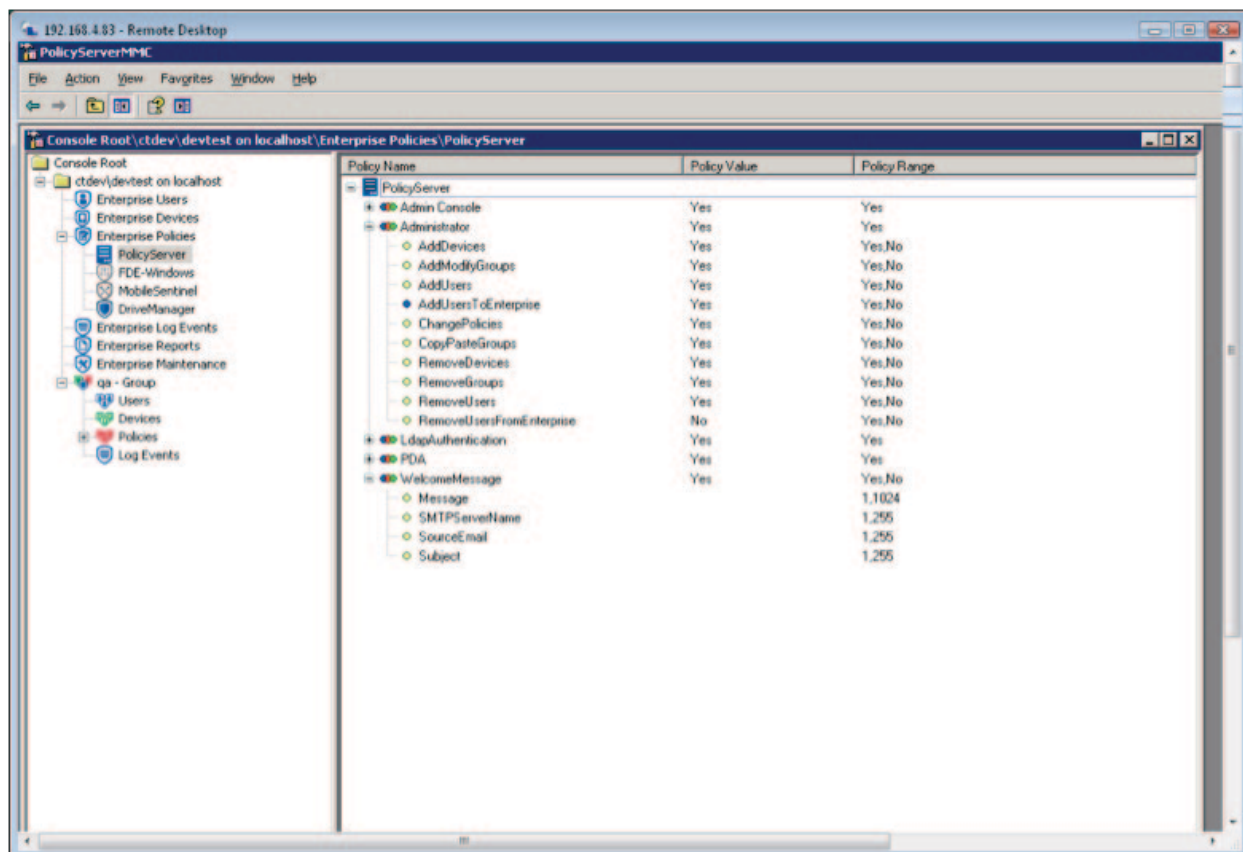 192.168.4.83 - Remote Desktop
PolicyServerMMC
File Action View Favorites Window Help
Console Root\ctdev\devtest on localhost\Enterprise Policies\PolicyServer
Console Root
ctdev\devtest on localhost
Enterprise Users
Enterprise Devices
Enterprise Policies
PolicyServer
FDE-Windows
MobileSentinel
DriveManager
Enterprise Log Events
Enterprise Reports
Enterprise Maintenance
qa - Group
Users
Devices
Policies
Log Events
Policy Name Policy Value Policy Range
PolicyServer
Admin Console Yes Yes
Administrator Yes Yes
AddDevices Yes Yes,No
AddModifyGroups Yes Yes,No
AddUsers Yes Yes,No
AddUsersToEnterprise Yes Yes,No
ChangePolicies Yes Yes,No
CopyPasteGroups Yes Yes,No
RemoveDevices Yes Yes,No
RemoveGroups Yes Yes,No
RemoveUsers Yes Yes,No
RemoveUsersFromEnterprise No Yes,No
LdapAuthentication Yes Yes
PDA Yes Yes
WelcomeMessage Yes Yes,No
Message 1,1024
SMTPServerName 1,255
SourceEmail 1,255
Subject 1,255